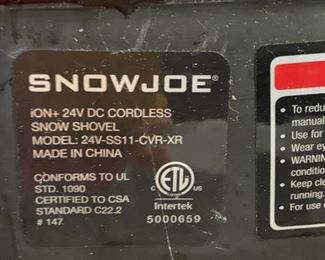 SNOWJOE®
iON+ 24V DC CORDLESS
SNOW SHOVEL
MODEL: 24V-SS11-CVR-XR
MADE IN CHINA
CONFORMS TO UL
STD. 1090
CERTIFIED TO CSA
STANDARD C22.2
# 147
ETL
C US
Intertek
5000659
• To redu
manual
• Use for
• Wear ey
• WARNIN
condition
• Keep clo
running.
• For use